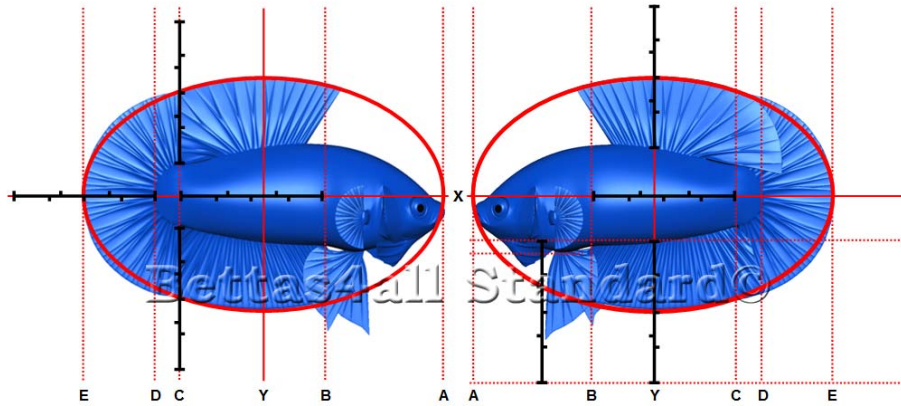 X
Bettas4all Standard©
E D C Y B A A B Y C D E